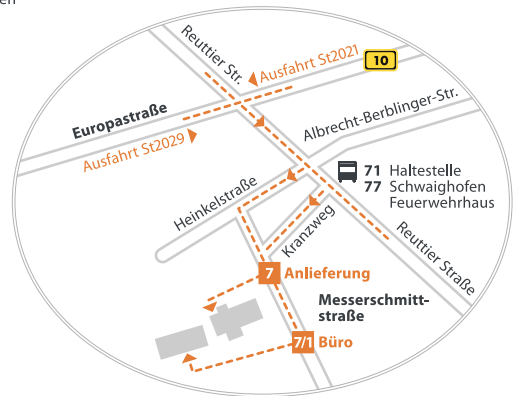 en
Reuttier Str.
Ausfahrt St2021
10
Europastraße
Albrecht-Berblinger-Str.
Ausfahrt St2029
71 Haltestelle
77 Schwaighofen
Feuerwehrhaus
Heinkelstraße
Kranzweg
Reuttier Straße
7 Anlieferung
Messerschmitt-
straße
7/1 Büro